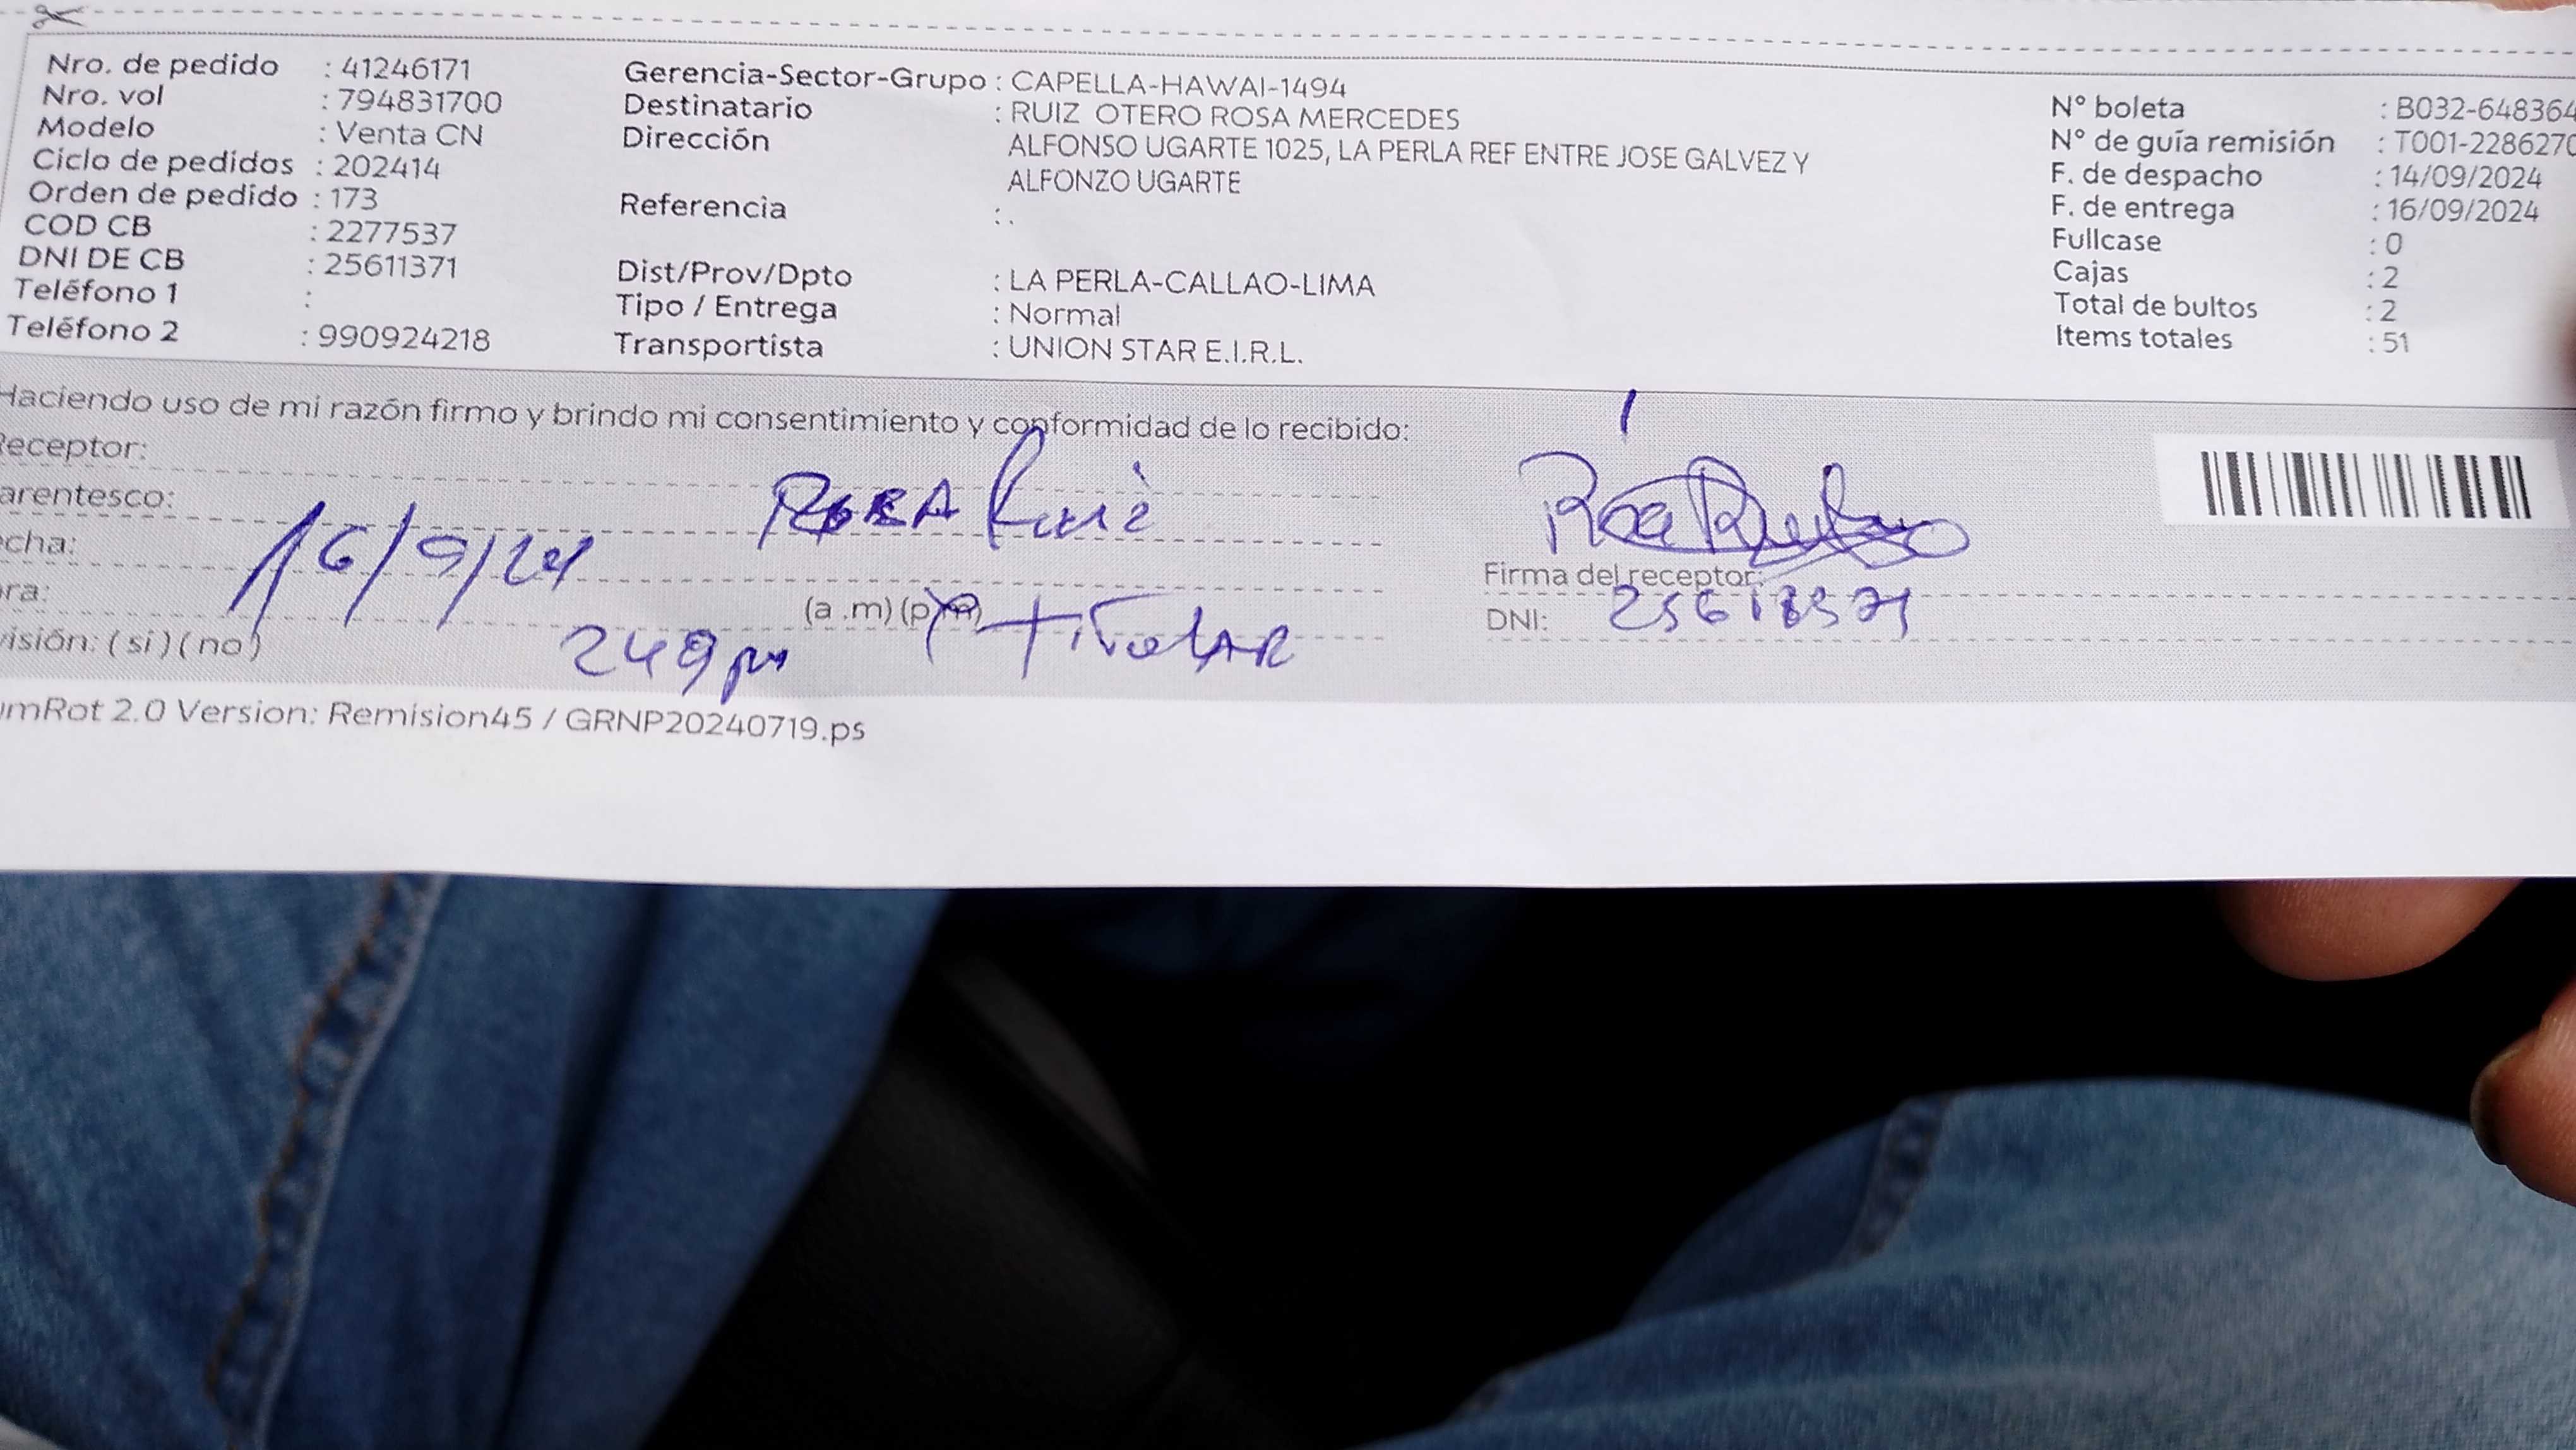 Nro. de pedido : 41246171
Nro. vol : 794831700
Modelo : Venta CN
Ciclo de pedidos : 202414
Orden de pedido : 173
COD CB : 2277537
DNI DE CB : 25611371
Teléfono 1 :
Teléfono 2 : 990924218
Gerencia-Sector-Grupo : CAPELLA-HAWAI-1494
Destinatario : RUIZ OTERO ROSA MERCEDES
Dirección ALFONSO UGARTE 1025, LA PERLA REF ENTRE JOSE GALVEZ Y
ALFONZO UGARTE
Referencia : .
Dist/Prov/Dpto : LA PERLA-CALLAO-LIMA
Tipo / Entrega : Normal
Transportista : UNION STAR E.I.R.L.
N° boleta : B032-648364
N° de guía remisión : T001-2286270
F. de despacho : 14/09/2024
F. de entrega : 16/09/2024
Fullcase : 0
Cajas : 2
Total de bultos : 2
Items totales : 51
Haciendo uso de mi razón firmo y brindo mi consentimiento y conformidad de lo recibido:
Receptor:
arentesco:
ROSA Ruiz
cha: 16/9/24
ra: (a .m) (p.m)
249 pm
TITULAR
isión: ( si ) ( no )
Firma del receptor:
DNI:
umRot 2.0 Version: Remision45 / GRNP20240719.ps